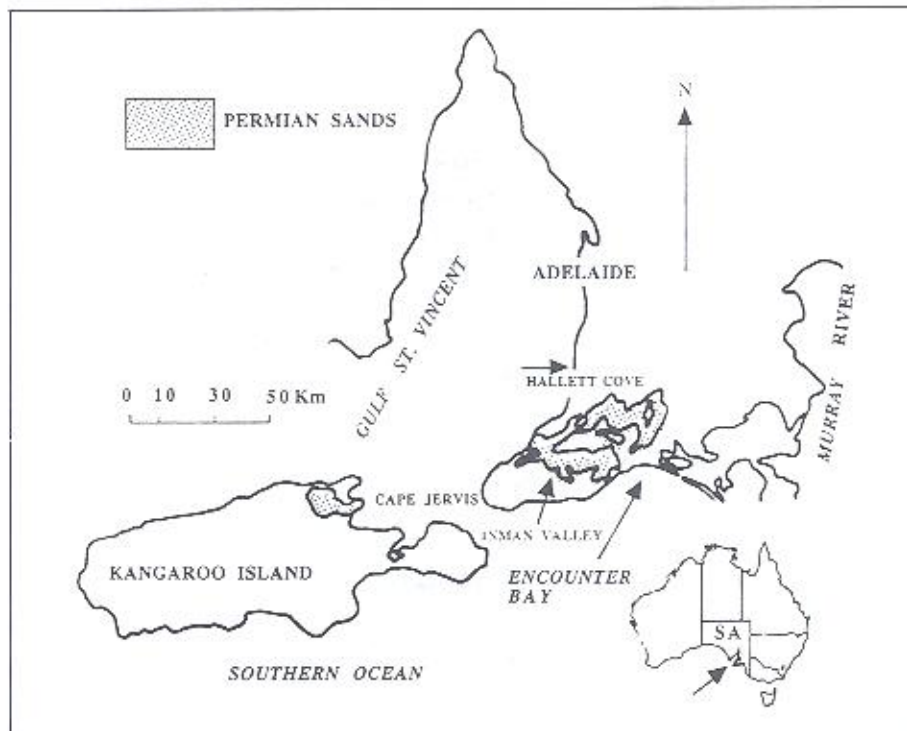 N
PERMIAN SANDS
ADELAIDE
GULF ST. VINCENT
MURRAY RIVER
HALLETT COVE
0 10 30 50 Km
CAPE JERVIS
INMAN VALLEY
KANGAROO ISLAND
ENCOUNTER
BAY
SA
SOUTHERN OCEAN